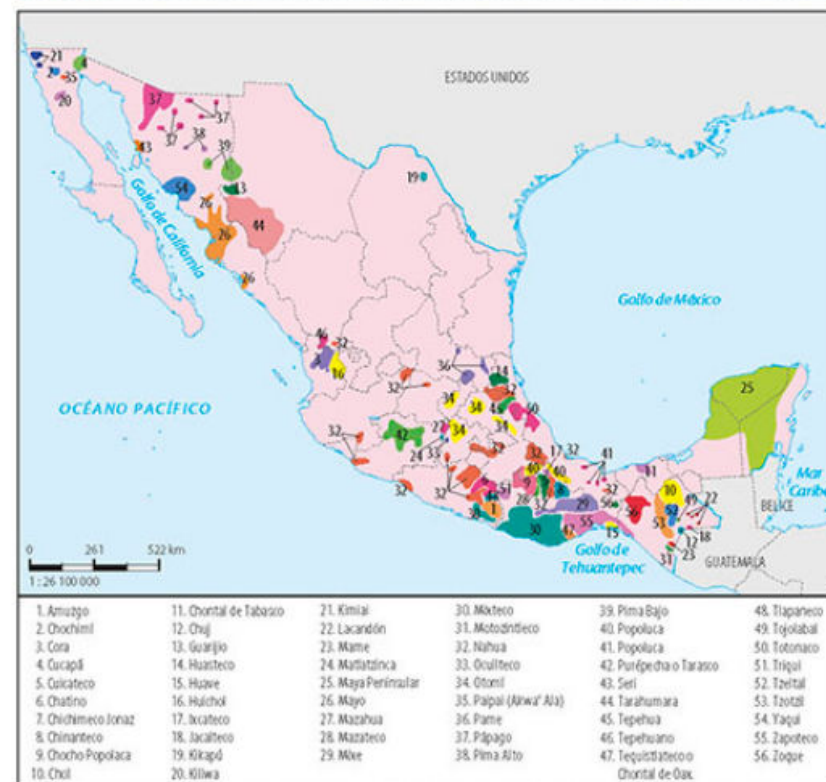 ESTADOS UNIDOS
Golfo de California
Golfo de México
OCÉANO PACÍFICO
Mar Caribe
BELICE
GUATEMALA
Golfo de
Tehuantepec
0 261 522 km
1 : 26 100 000
1. Amuzgo
2. Chochimí
3. Cora
4. Cucapá
5. Cuicateco
6. Chatino
7. Chichimeco Jonaz
8. Chinanteco
9. Chocho Popolaca
10. Chol
11. Chontal de Tabasco
12. Chuj
13. Guarijio
14. Huasteco
15. Huave
16. Huichol
17. Ixcateco
18. Jacalteco
19. Kikapú
20. Kiliwa
21. Kimiai
22. Lacandón
23. Mame
24. Matlatzinca
25. Maya Peninsular
26. Mayo
27. Mazahua
28. Mazateco
29. Mixe
30. Mixteco
31. Motozintleco
32. Nahua
33. Ocuilteco
34. Otomí
35. Paipai (Akwa' Ala)
36. Pame
37. Pápago
38. Pima Alto
39. Pima Bajo
40. Popoluca
41. Popoluca
42. Purépecha o Tarasco
43. Seri
44. Tarahumara
45. Tepehua
46. Tepehuano
47. Tequistlateco o
Chontal de Oax.
48. Tlapaneco
49. Tojolabal
50. Totonaco
51. Triqui
52. Tzeltal
53. Tzotzil
54. Yaqui
55. Zapoteco
56. Zoque